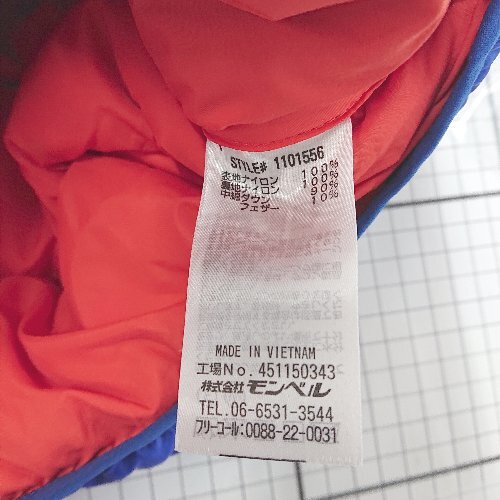 STYLE# 1101556
表地ナイロン 100%
裏地ナイロン 100%
中綿ダウン 90%
フェザー 10%
MADE IN VIETNAM
工場No. 451150343
株式会社 モンベル
TEL. 06-6531-3544
フリーコール: 0088-22-0031